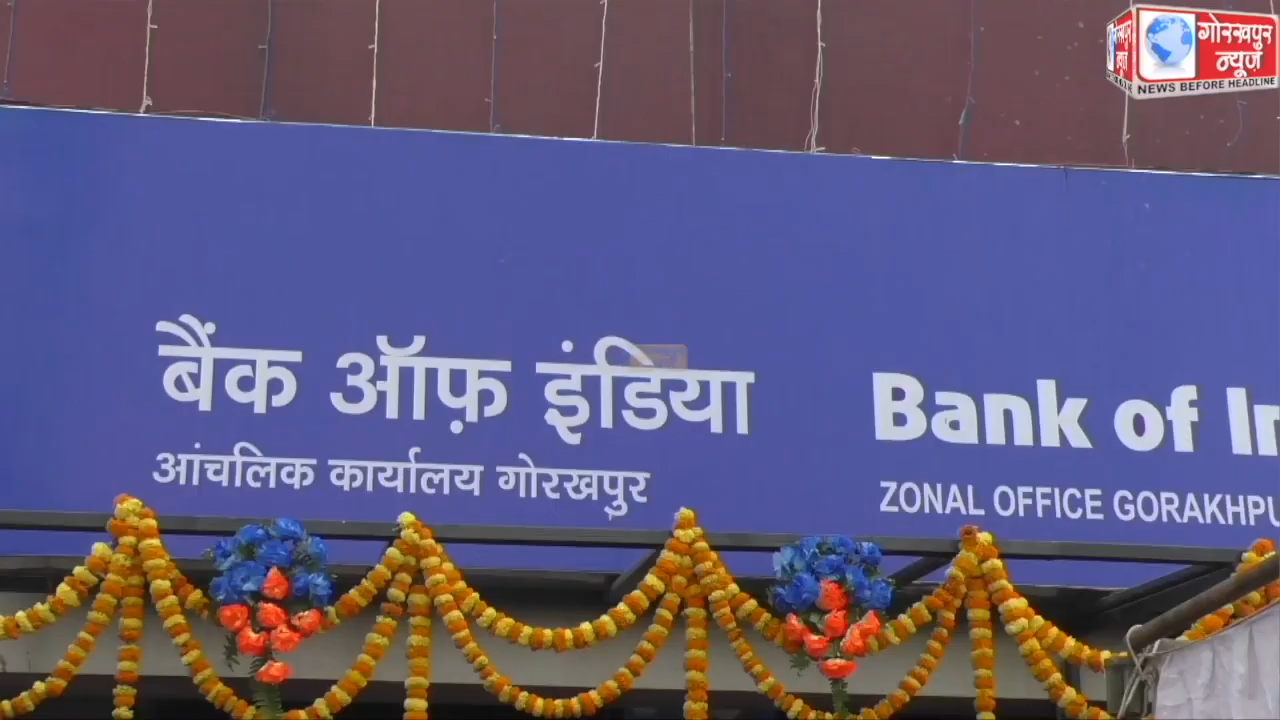 गोरखपुर
न्यूज़
NEWS BEFORE HEADLINE
बैंक ऑफ़ इंडिया
Bank of In
आंचलिक कार्यालय गोरखपुर
ZONAL OFFICE GORAKHPU